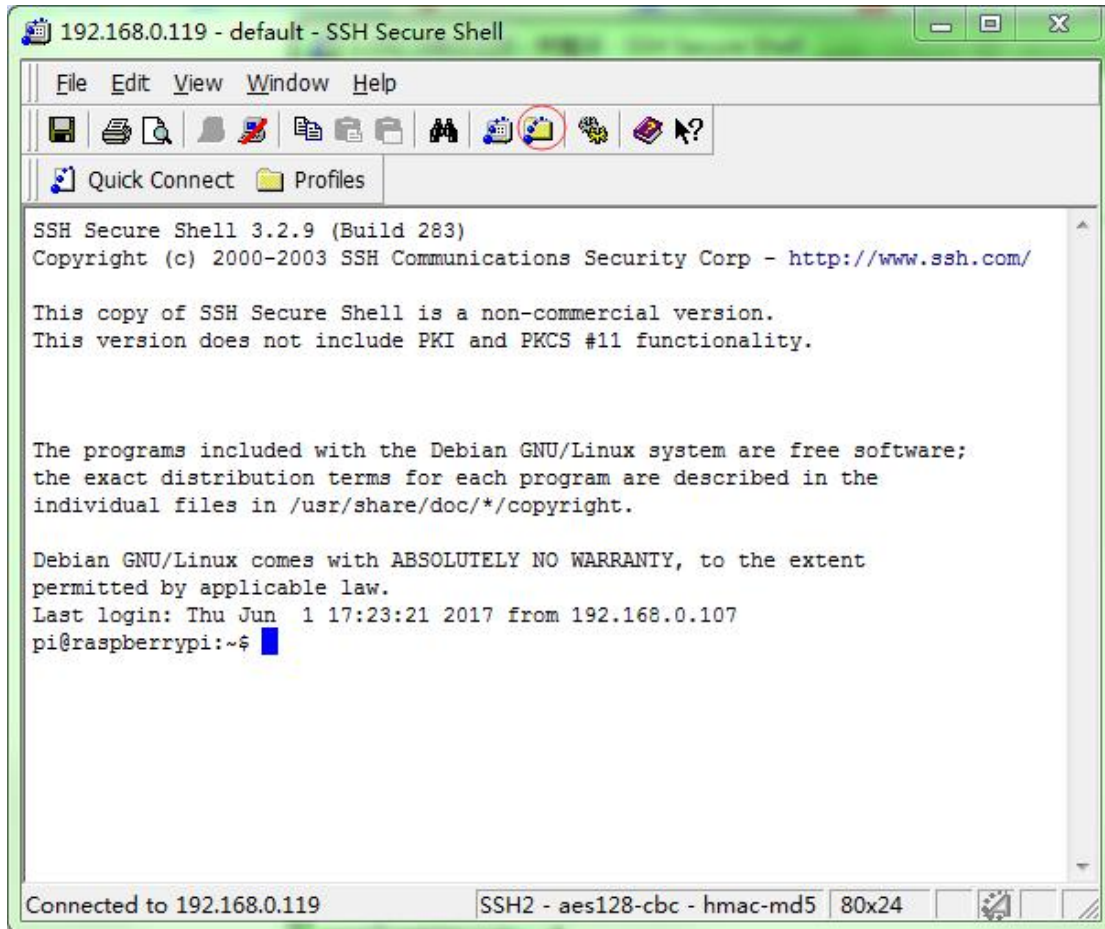 192.168.0.119 - default - SSH Secure Shell
File Edit View Window Help
Quick Connect Profiles
SSH Secure Shell 3.2.9 (Build 283)
Copyright (c) 2000-2003 SSH Communications Security Corp - http://www.ssh.com/
This copy of SSH Secure Shell is a non-commercial version.
This version does not include PKI and PKCS #11 functionality.
The programs included with the Debian GNU/Linux system are free software;
the exact distribution terms for each program are described in the
individual files in /usr/share/doc/*/copyright.
Debian GNU/Linux comes with ABSOLUTELY NO WARRANTY, to the extent
permitted by applicable law.
Last login: Thu Jun  1 17:23:21 2017 from 192.168.0.107
pi@raspberrypi:~$
Connected to 192.168.0.119 SSH2 - aes128-cbc - hmac-md5 80x24